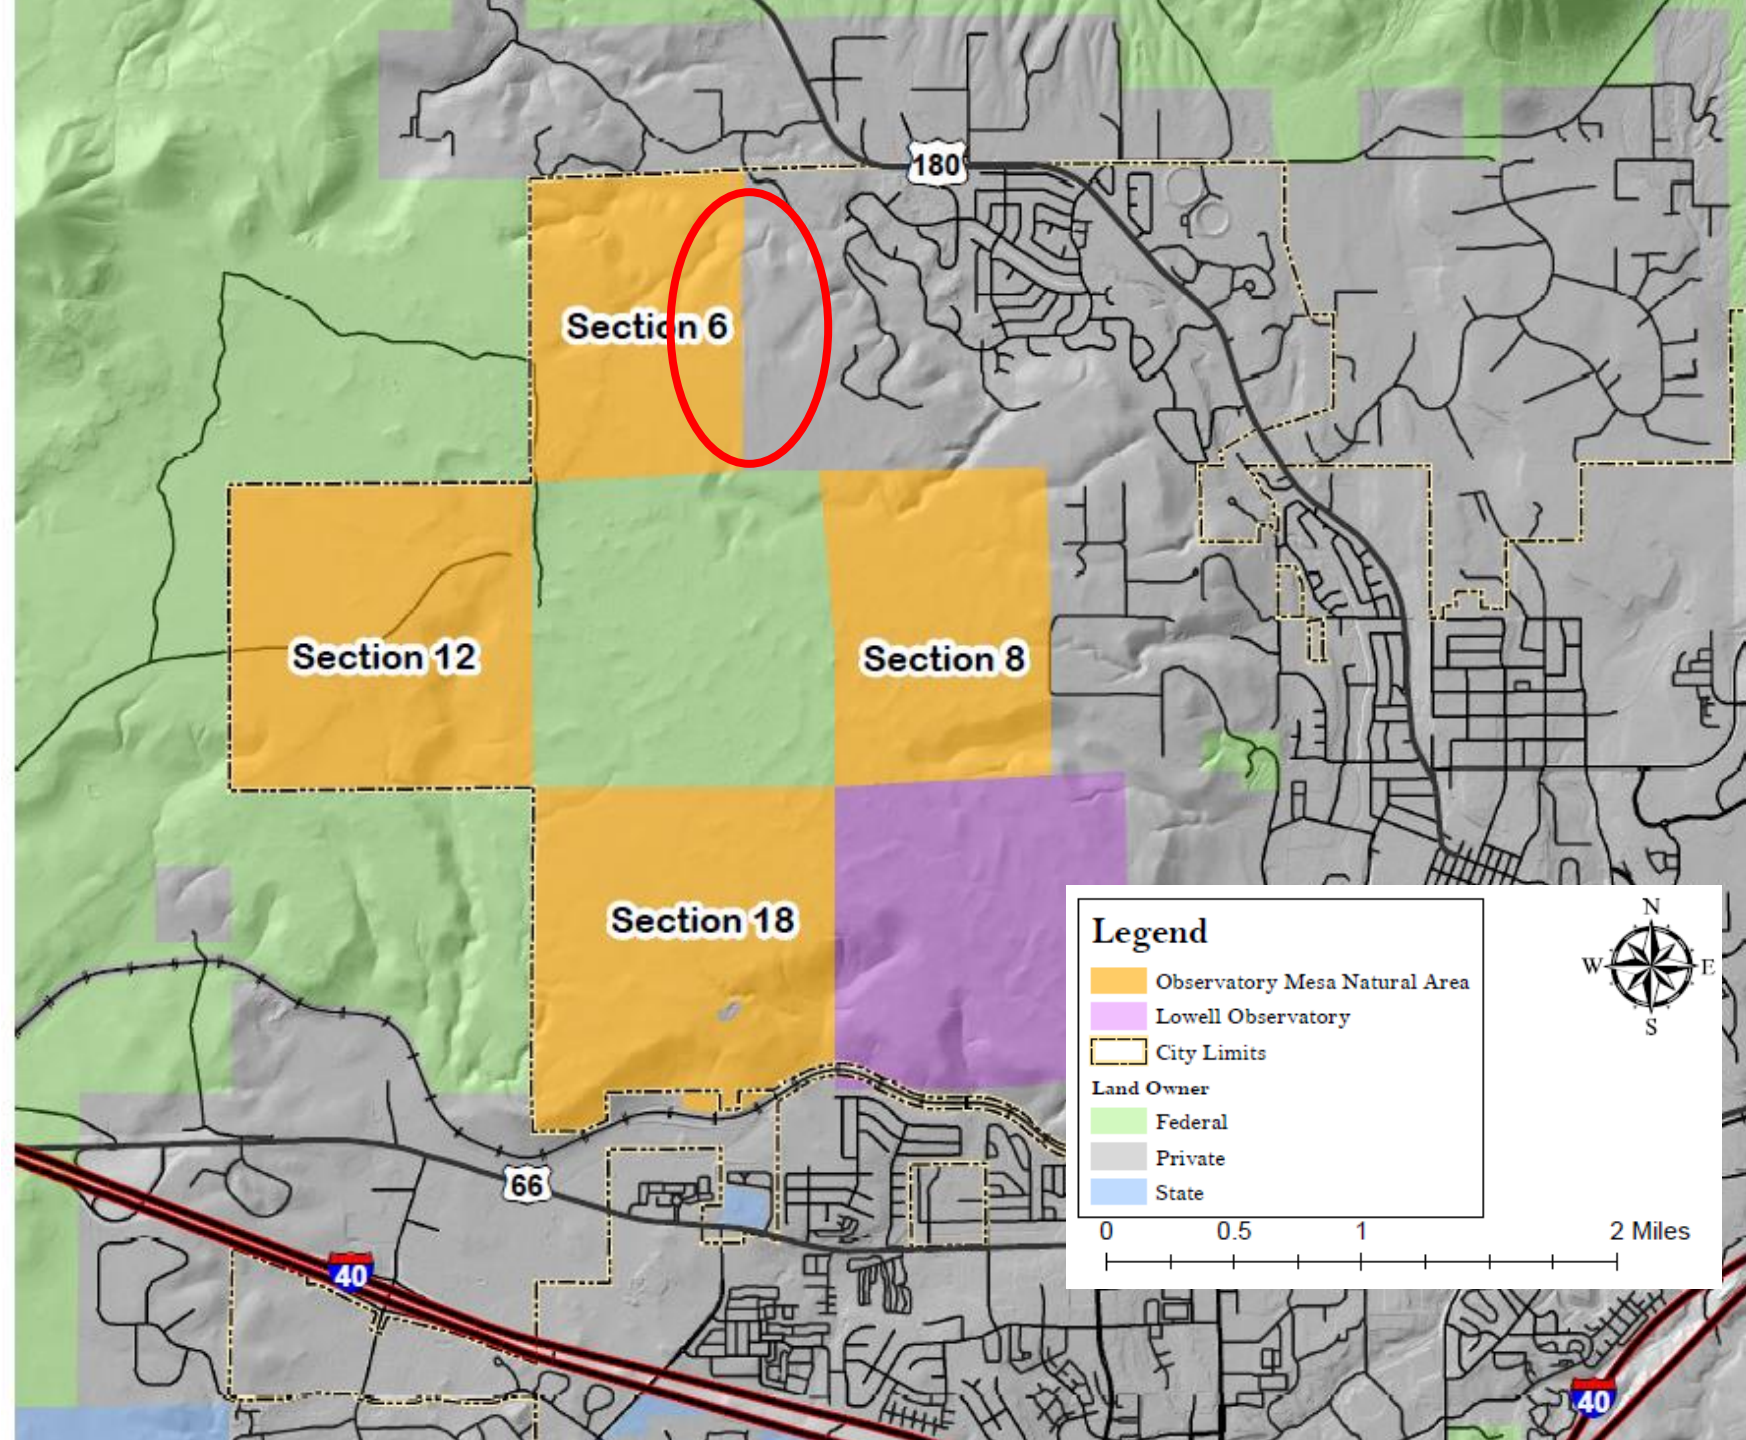 180
Section 6
Section 12
Section 8
Section 18
66
40
Legend
Observatory Mesa Natural Area
Lowell Observatory
City Limits
Land Owner
Federal
Private
State
N
W
E
S
0 0.5 1 2 Miles
40